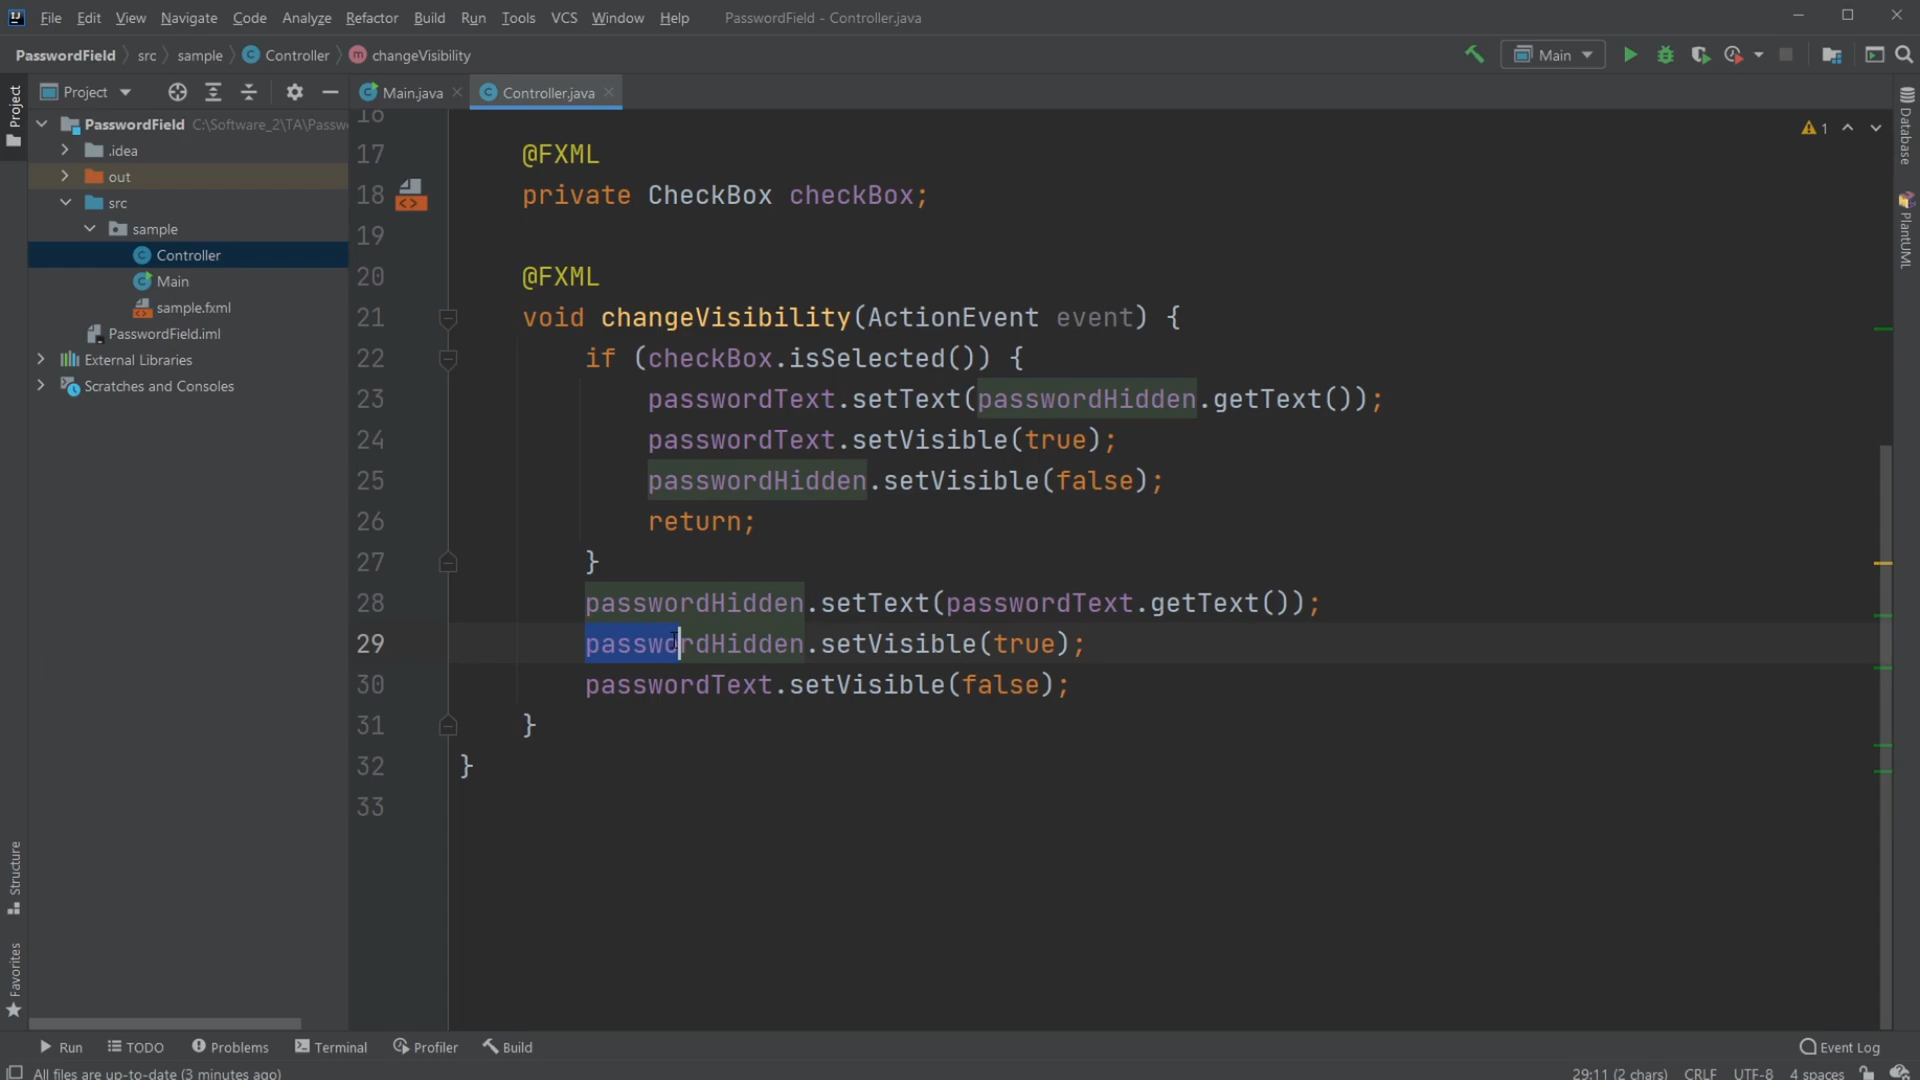 File Edit View Navigate Code Analyze Refactor Build Run Tools VCS Window Help PasswordField - Controller.java
PasswordField src sample Controller changeVisibility Main
Project
Main.java Controller.java
PasswordField C:\Software_2\TA\Passw
.idea
out
src
sample
Controller
Main
sample.fxml
PasswordField.iml
External Libraries
Scratches and Consoles
Project
Structure
Favorites
16
17 @FXML
18 private CheckBox checkBox;
19
20 @FXML
21 void changeVisibility(ActionEvent event) {
22 if (checkBox.isSelected()) {
23 passwordText.setText(passwordHidden.getText());
24 passwordText.setVisible(true);
25 passwordHidden.setVisible(false);
26 return;
27 }
28 passwordHidden.setText(passwordText.getText());
29 passwordHidden.setVisible(true);
30 passwordText.setVisible(false);
31 }
32 }
33
1
Database
PlantUML
Run TODO Problems Terminal Profiler Build Event Log
All files are up-to-date (3 minutes ago) 29:11 (2 chars) CRLF UTF-8 4 spaces